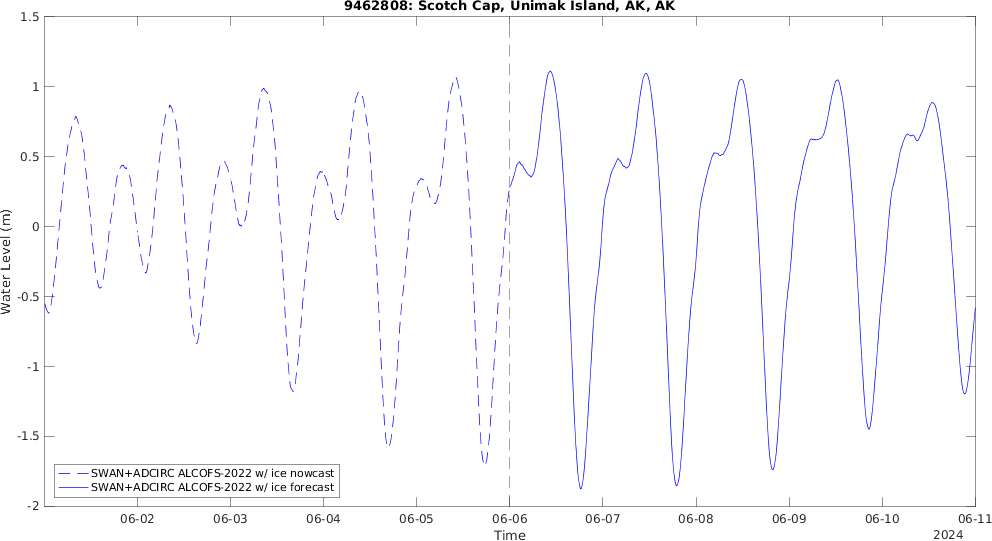 9462808: Scotch Cap, Unimak Island, AK, AK
Water Level (m)
1.5
1
0.5
0
-0.5
-1
-1.5
-2
SWAN+ADCIRC ALCOFS-2022 w/ ice nowcast
SWAN+ADCIRC ALCOFS-2022 w/ ice forecast
06-02 06-03 06-04 06-05 06-06 06-07 06-08 06-09 06-10 06-11
Time
2024